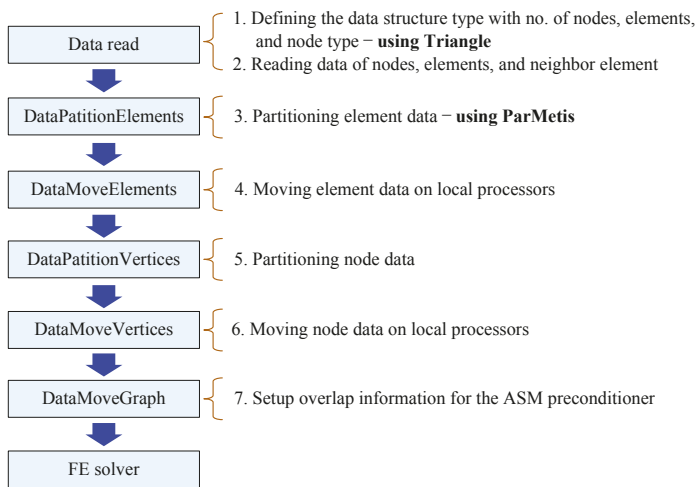 Data read
1. Defining the data structure type with no. of nodes, elements,
and node type − using Triangle
2. Reading data of nodes, elements, and neighbor element
DataPatitionElements
3. Partitioning element data − using ParMetis
DataMoveElements
4. Moving element data on local processors
DataPatitionVertices
5. Partitioning node data
DataMoveVertices
6. Moving node data on local processors
DataMoveGraph
7. Setup overlap information for the ASM preconditioner
FE solver